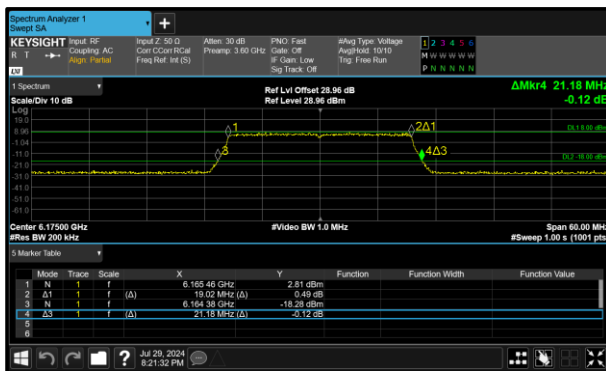 Spectrum Analyzer 1
Swept SA
KEYSIGHT
R T
Input: RF
Coupling: AC
Align: Partial
Input Z: 50 Ω
Corr CCorr RCal
Freq Ref: Int (S)
Atten: 30 dB
Preamp: 3.60 GHz
PNO: Fast
Gate: Off
IF Gain: Low
Sig Track: Off
#Avg Type: Voltage
Avg|Hold: 10/10
Trig: Free Run
1 2 3 4 5 6
M W W W W W
P N N N N N
LXI
1 Spectrum
Scale/Div 10 dB
Ref Lvl Offset 28.96 dB
Ref Level 28.96 dBm
ΔMkr4 21.18 MHz
-0.12 dB
Log
19.0
8.96
-1.04
-11.0
-21.0
-31.0
-41.0
-51.0
-61.0
1
2Δ1
3
4Δ3
Center 6.17500 GHz
#Res BW 200 kHz
#Video BW 1.0 MHz
Span 60.00 MHz
#Sweep 1.00 s (1001 pts)
5 Marker Table
Mode Trace Scale X Y Function Function Width Function Value
1 N 1 f 6.165 46 GHz 2.81 dBm
2 Δ1 1 f (Δ) 19.02 MHz (Δ) 0.49 dB
3 N 1 f 6.164 38 GHz -18.28 dBm
4 Δ3 1 f (Δ) 21.18 MHz (Δ) -0.12 dB
5
6
?
Jul 29, 2024
8:21:32 PM